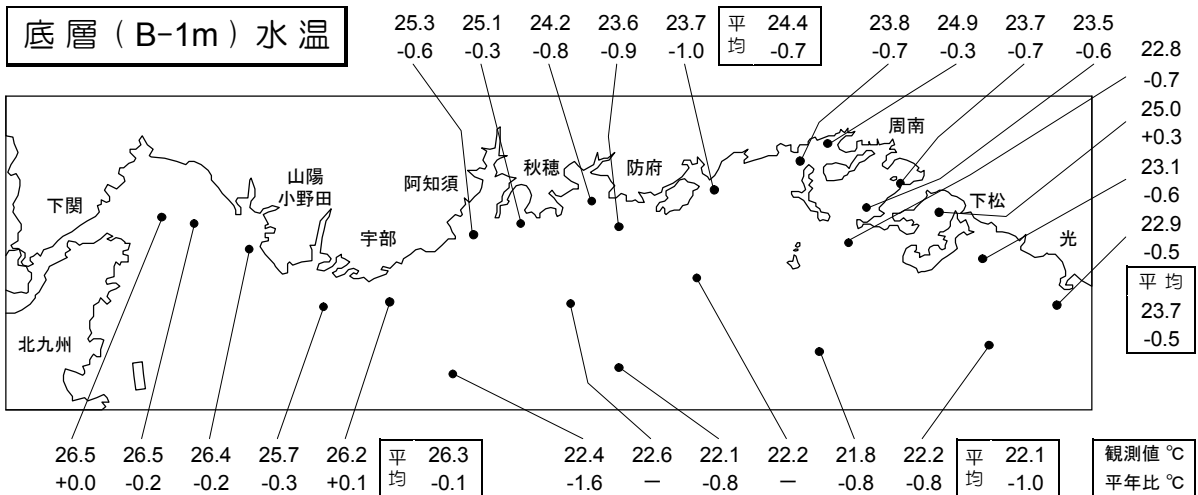 底層（B-1m）水温
25.3 25.1 24.2 23.6 23.7 平均 24.4 23.8 24.9 23.7 23.5
-0.6 -0.3 -0.8 -0.9 -1.0 -0.7 -0.7 -0.3 -0.7 -0.6
22.8
-0.7
25.0
+0.3
23.1
-0.6
22.9
-0.5
平均
23.7
-0.5
周南
山陽
小野田
阿知須
秋穂
防府
下関
下松
宇部
光
北九州
26.5 26.5 26.4 25.7 26.2 平均 26.3 22.4 22.6 22.1 22.2 21.8 22.2 平均 22.1 観測値 ℃
+0.0 -0.2 -0.2 -0.3 +0.1 -0.1 -1.6 － -0.8 － -0.8 -0.8 -1.0 平年比 ℃